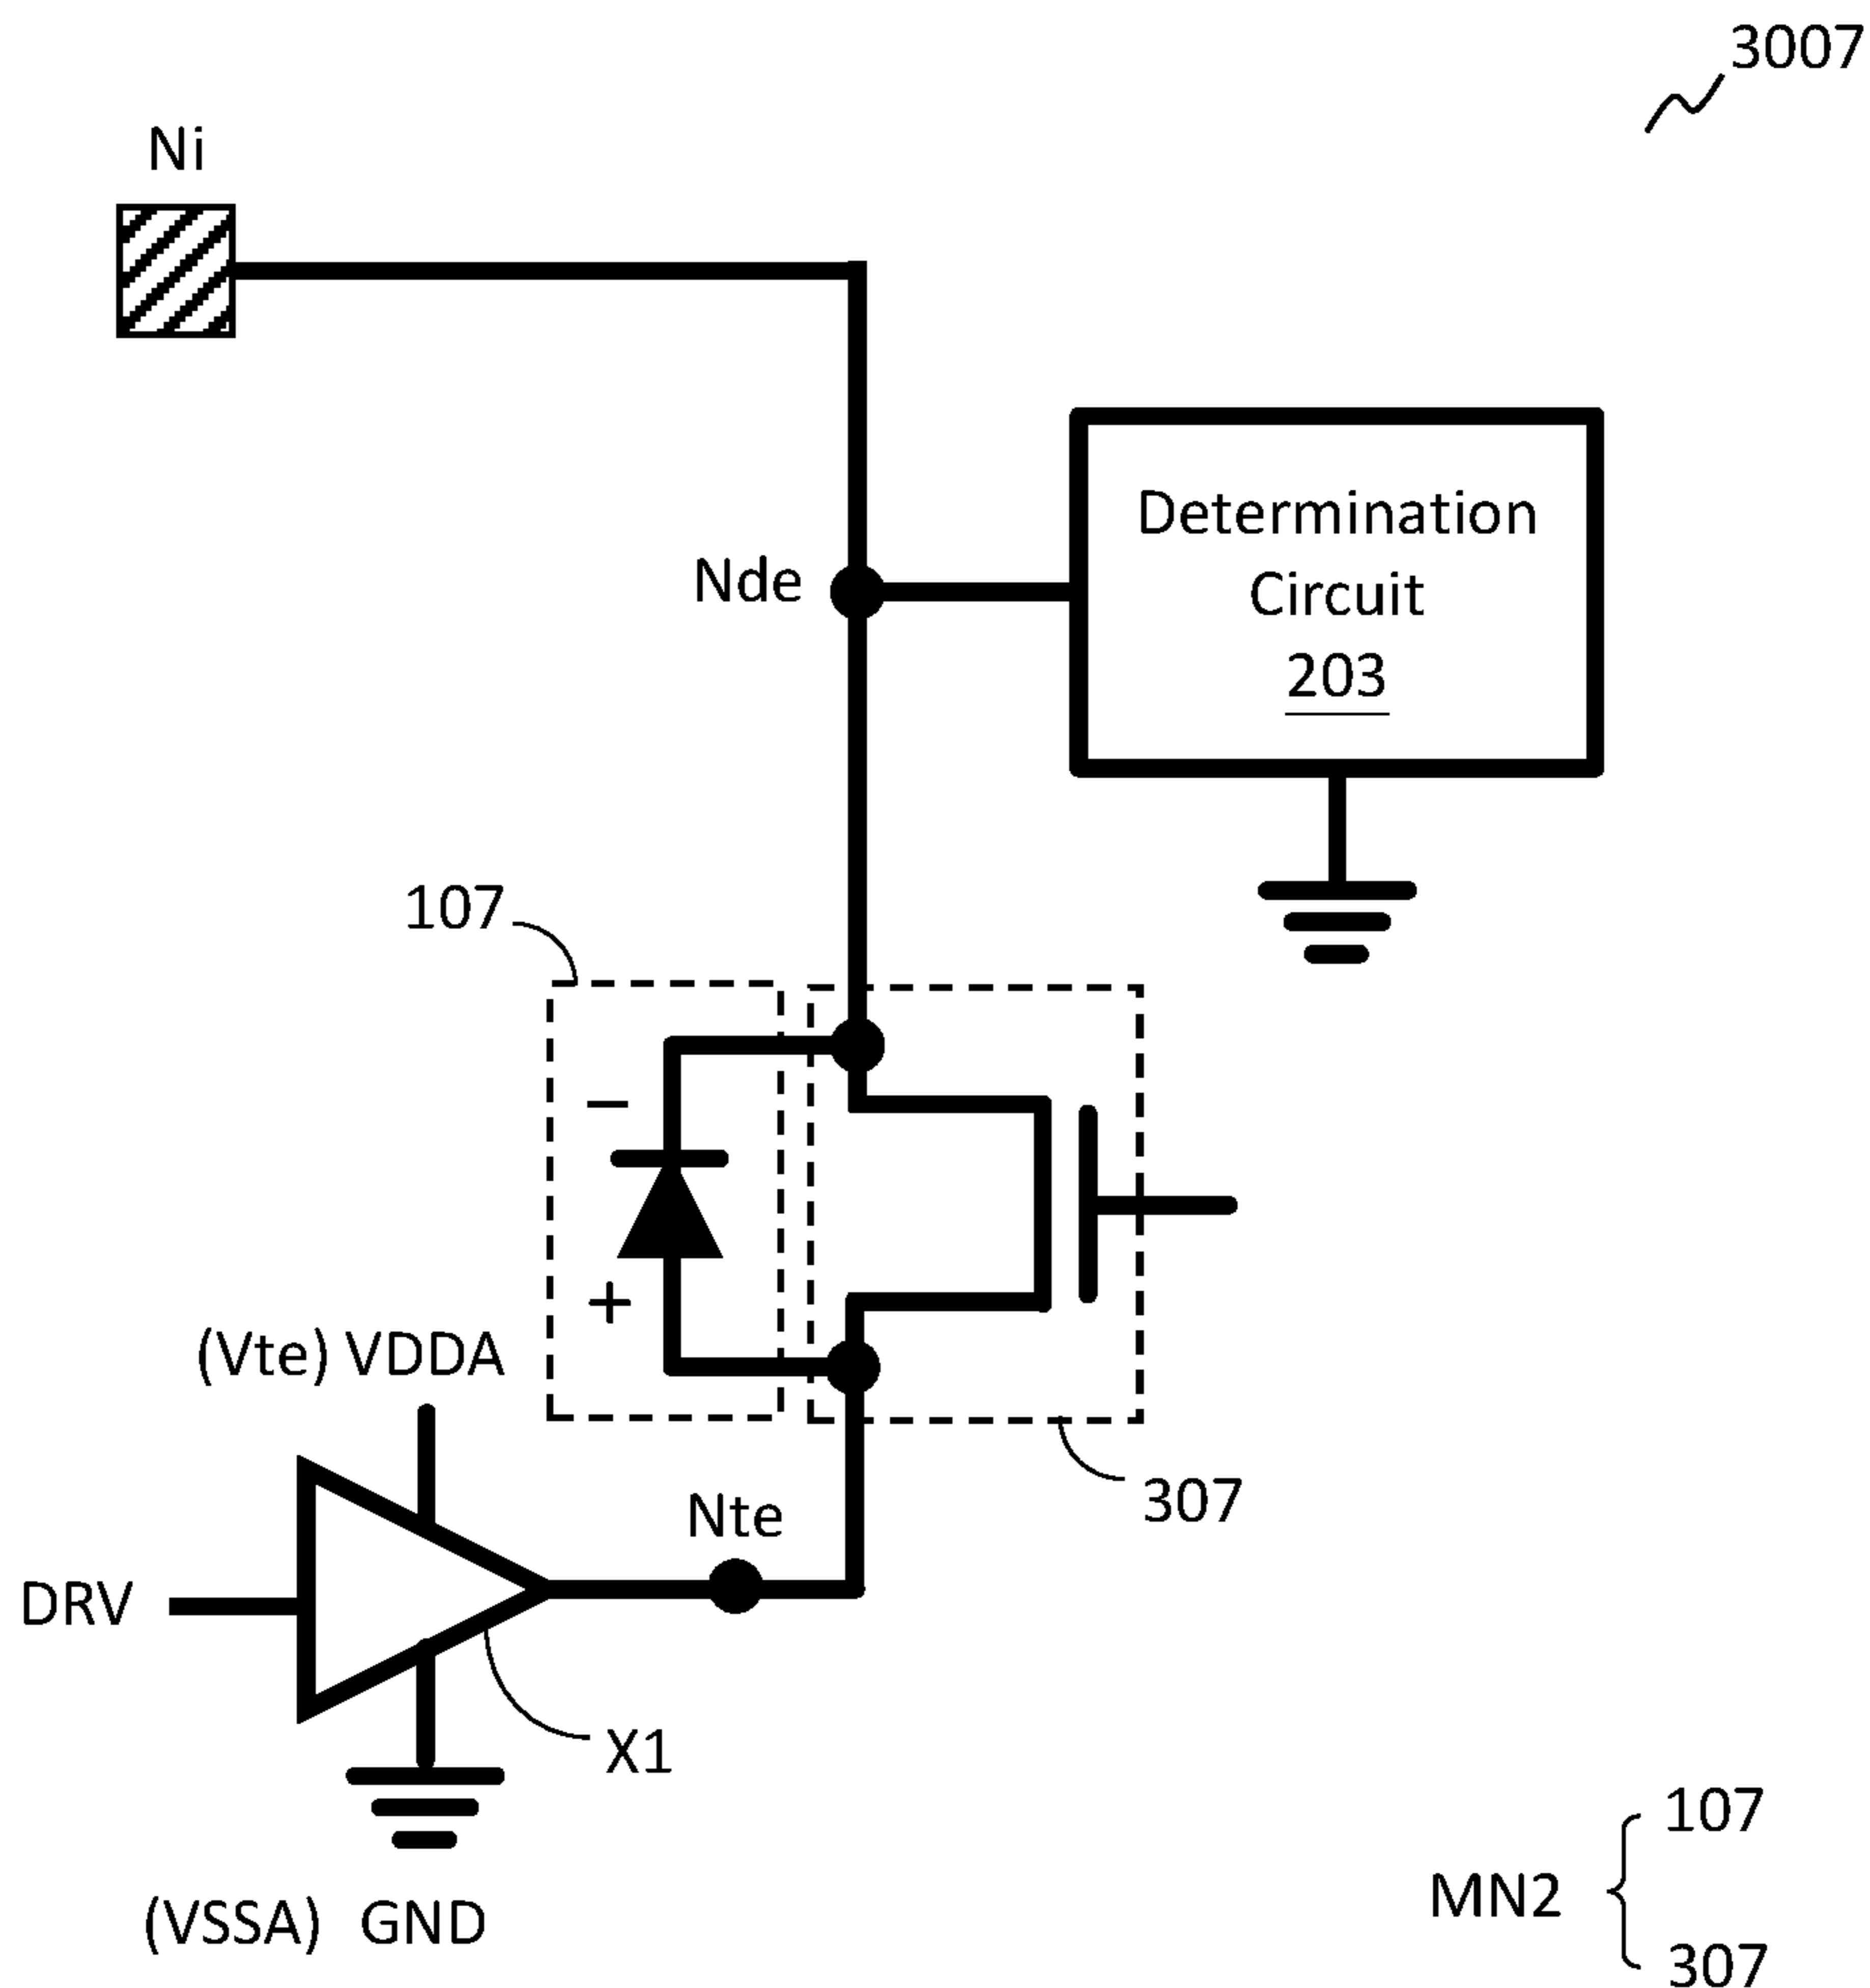 3007
Ni
Determination
Circuit
203
Nde
107
−
+
(Vte) VDDA
307
Nte
DRV
X1
(VSSA) GND
107
MN2
307